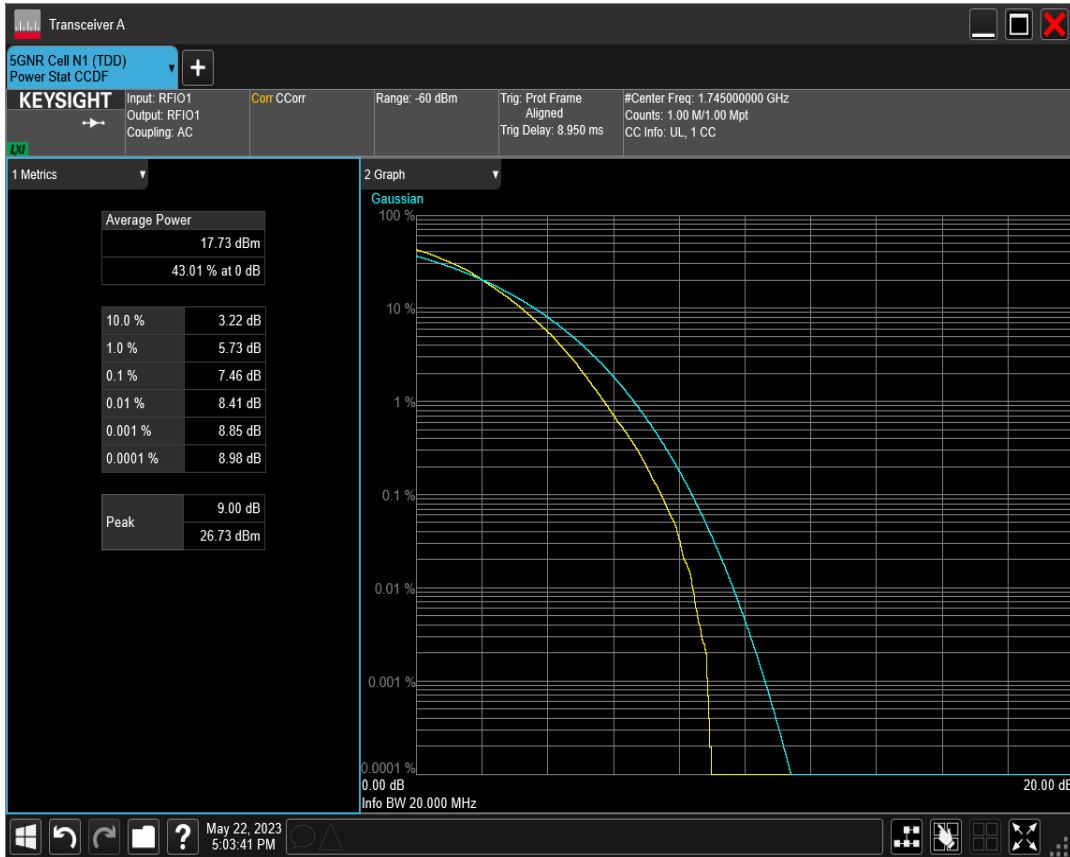 Transceiver A
5GNR Cell N1 (TDD)
Power Stat CCDF
+
KEYSIGHT
LXI
Input: RFIO1
Output: RFIO1
Coupling: AC
Corr CCorr
Range: -60 dBm
Trig: Prot Frame
Aligned
Trig Delay: 8.950 ms
#Center Freq: 1.745000000 GHz
Counts: 1.00 M/1.00 Mpt
CC Info: UL, 1 CC
1 Metrics
Average Power
17.73 dBm
43.01 % at 0 dB
10.0 % 3.22 dB
1.0 % 5.73 dB
0.1 % 7.46 dB
0.01 % 8.41 dB
0.001 % 8.85 dB
0.0001 % 8.98 dB
Peak 9.00 dB
26.73 dBm
2 Graph
Gaussian
100 %
10 %
1 %
0.1 %
0.01 %
0.001 %
0.0001 %
0.00 dB 20.00 dB
Info BW 20.000 MHz
?
May 22, 2023
5:03:41 PM